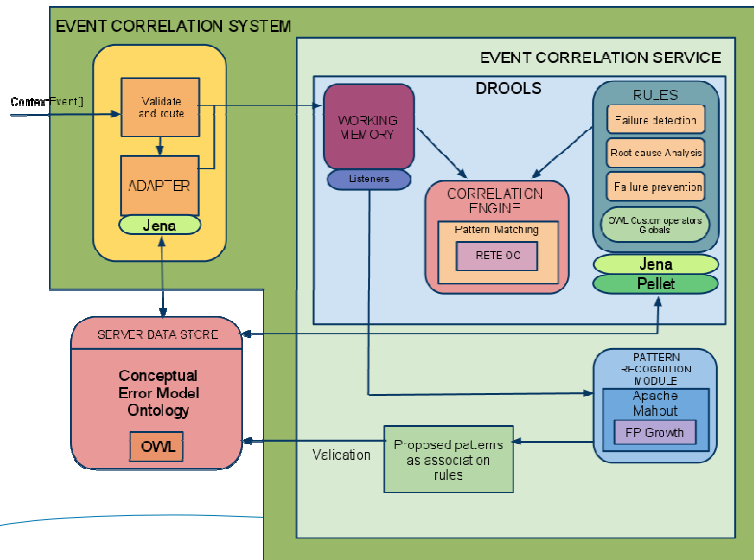 EVENT CORRELATION SYSTEM
EVENT CORRELATION SERVICE
DROOLS
ContextEvent[]
Validate
and route
ADAPTER
Jena
WORKING
MEMORY
Listeners
CORRELATION
ENGINE
Pattern Matching
RETE OO
RULES
Failure detection
Root cause Analysis
Failure prevention
OWL Custom operators
Globals
Jena
Pellet
SERVER DATA STORE
Conceptual
Error Model
Ontology
OWL
PATTERN
RECOGNITION
MODULE
Apache
Mahout
FP Growth
Validation
Proposed patterns
as association
rules